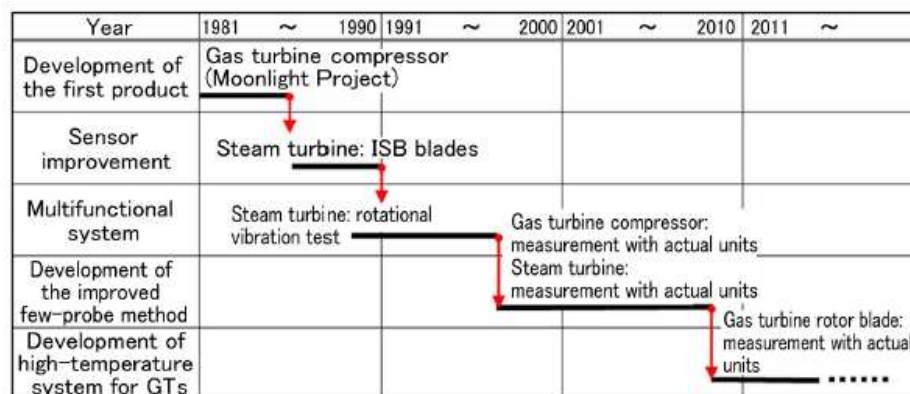 Year 1981 ~ 1990 1991 ~ 2000 2001 ~ 2010 2011 ~
Development of
the first product
Gas turbine compressor
(Moonlight Project)
Sensor
improvement
Steam turbine: ISB blades
Multifunctional
system
Steam turbine: rotational
vibration test
Gas turbine compressor:
measurement with actual units
Development of
the improved
few-probe method
Steam turbine:
measurement with actual units
Development of
high-temperature
system for GTs
Gas turbine rotor blade:
measurement with actual
units